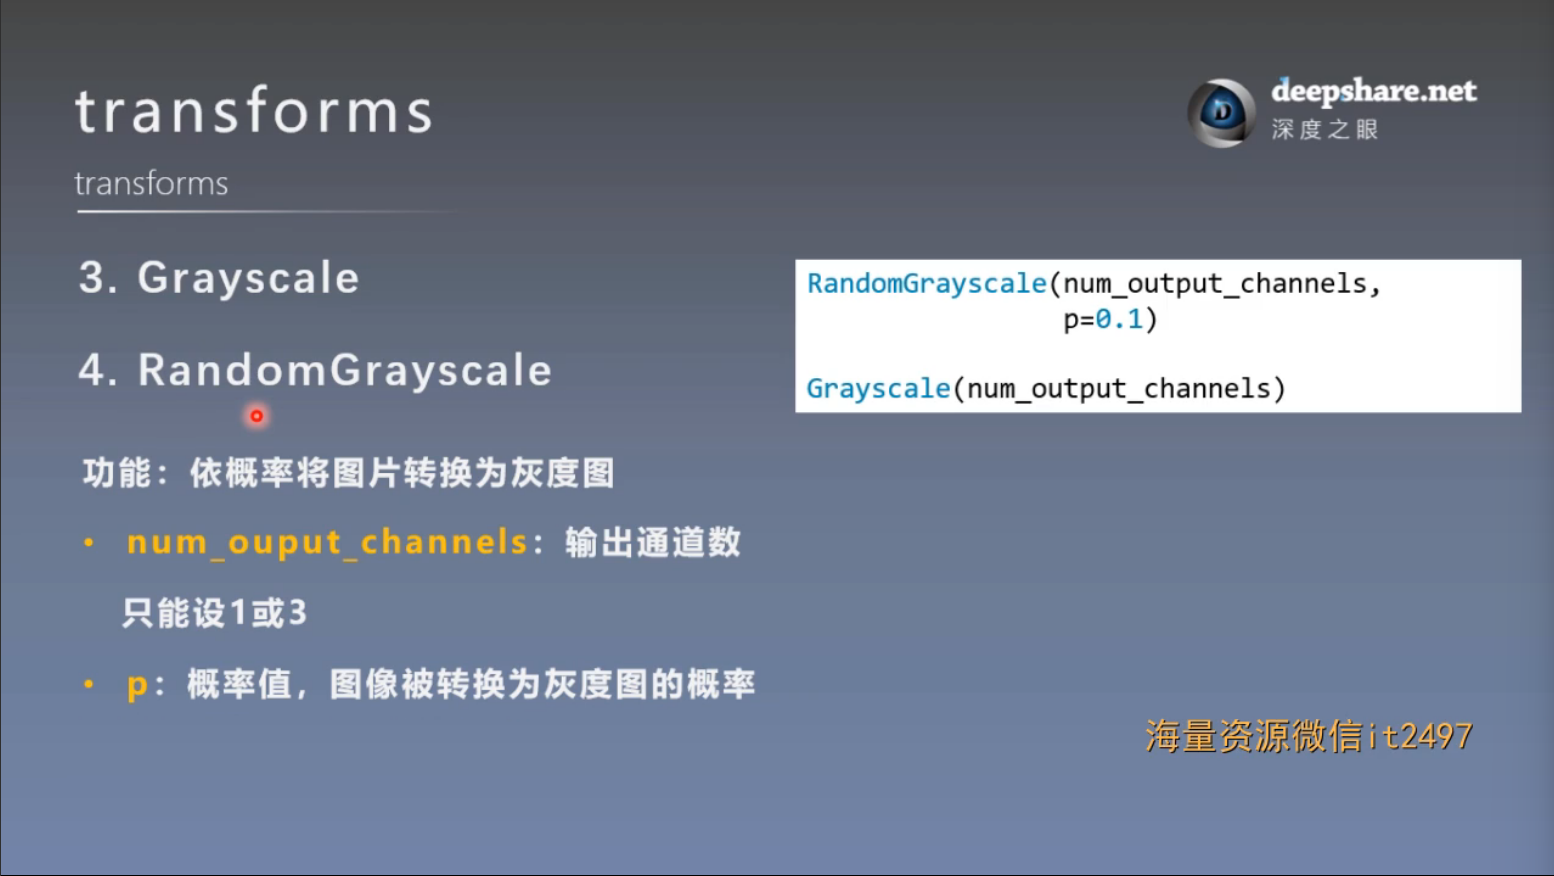 transforms
deepshare.net
深度之眼
transforms
3. Grayscale
4. RandomGrayscale
功能：依概率将图片转换为灰度图
• num_ouput_channels：输出通道数
只能设1或3
• p：概率值，图像被转换为灰度图的概率
RandomGrayscale(num_output_channels,
p=0.1)
Grayscale(num_output_channels)
海量资源微信it2497